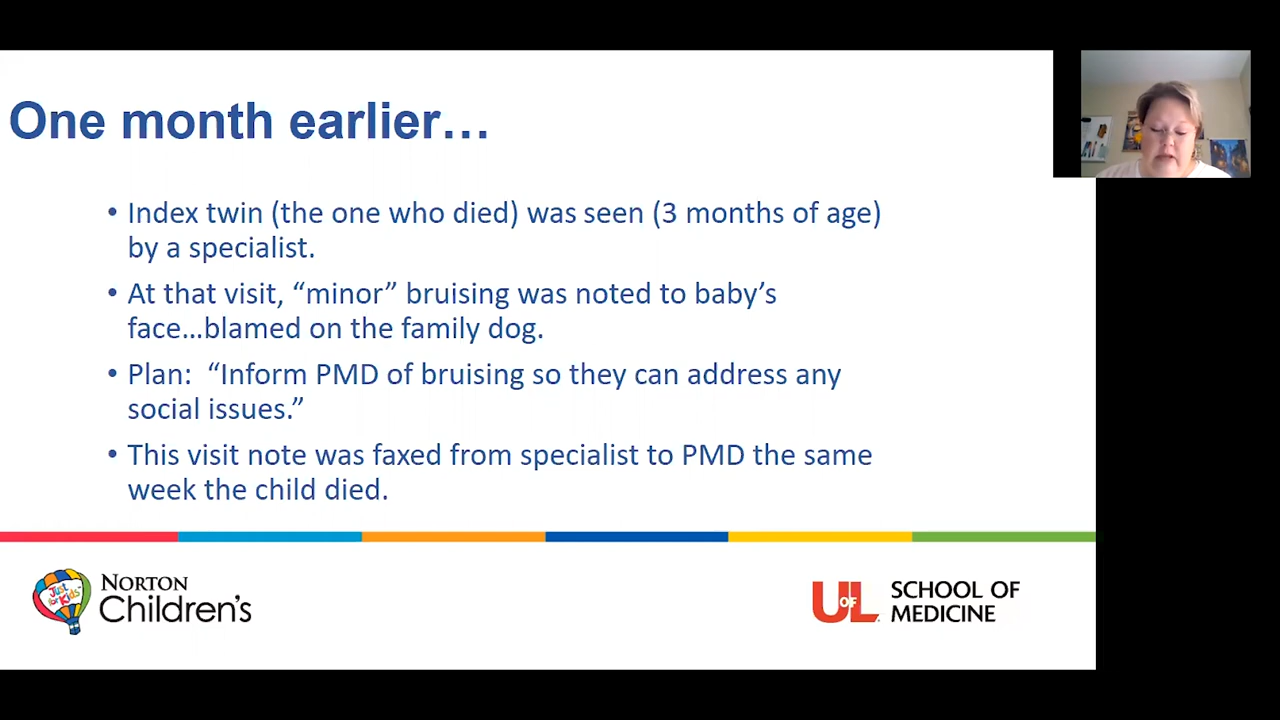 One month earlier…
• Index twin (the one who died) was seen (3 months of age)
by a specialist.
• At that visit, “minor” bruising was noted to baby’s
face…blamed on the family dog.
• Plan:  “Inform PMD of bruising so they can address any
social issues.”
• This visit note was faxed from specialist to PMD the same
week the child died.
Just for Kids
NORTON
Children’s
UOFL
SCHOOL OF
MEDICINE